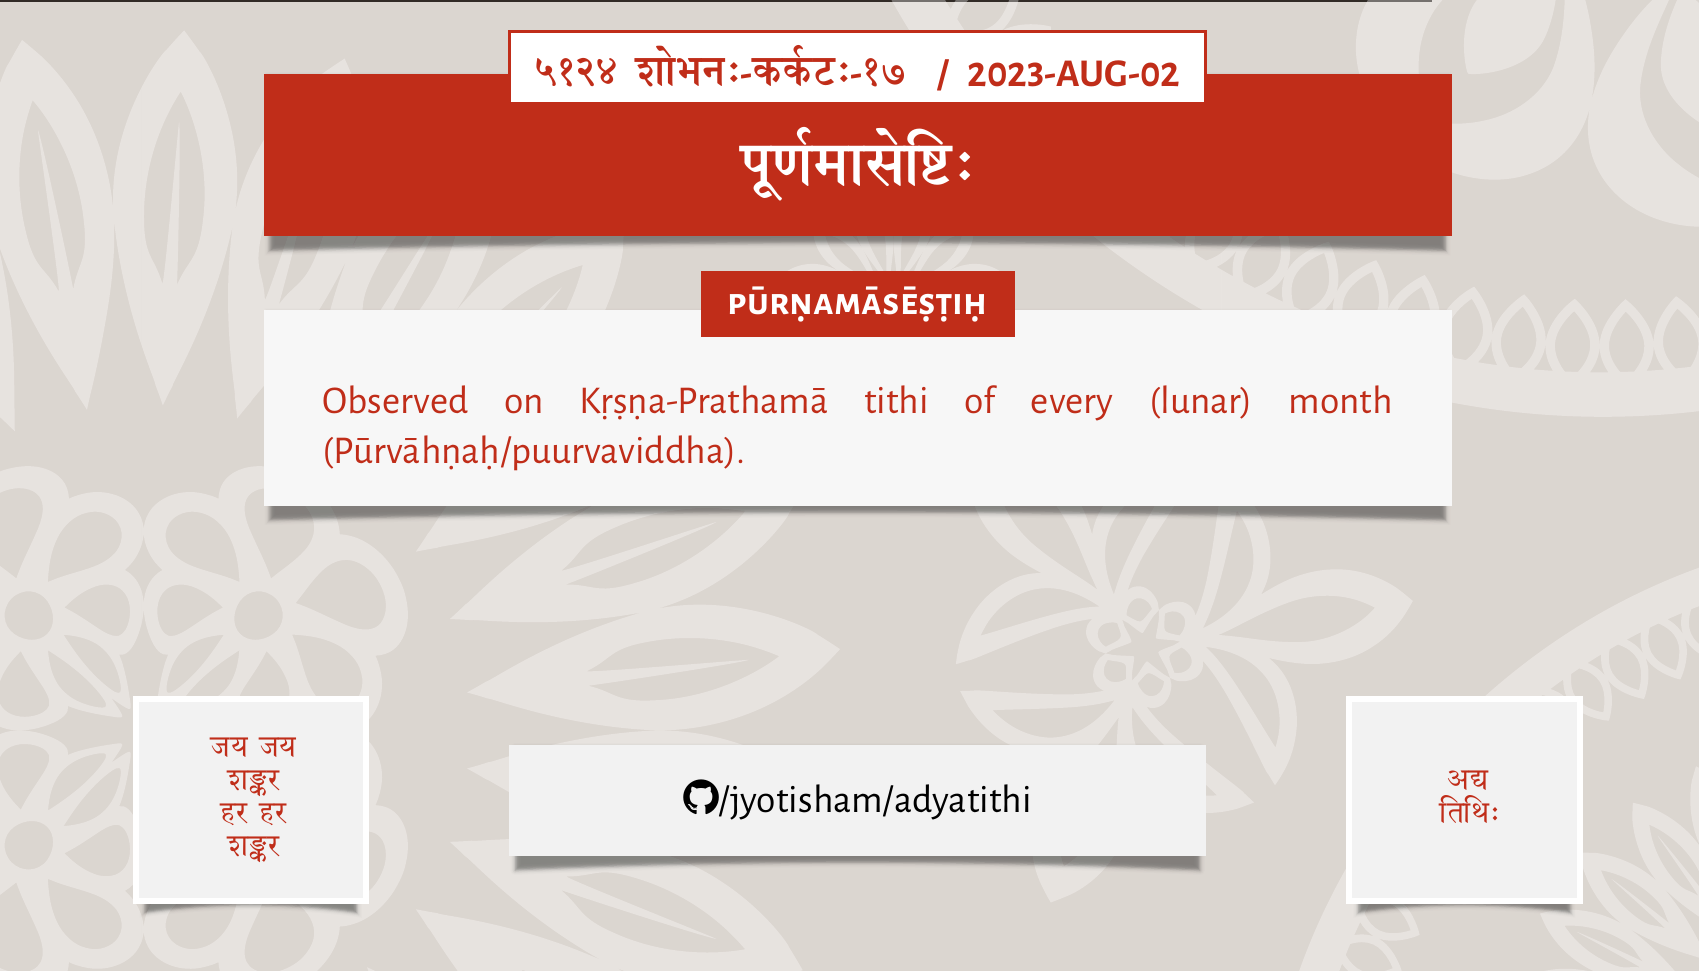 ५१२४ शोभनः-कर्कटः-१७ / 2023-AUG-02
पूर्णमासेष्टिः
PŪRṆAMĀSĒṢṬIḤ
Observed on Kṛṣṇa-Prathamā tithi of every (lunar) month
(Pūrvāhṇaḥ/puurvaviddha).
जय जय
शङ्कर
हर हर
शङ्कर
/jyotisham/adyatithi
अद्य
तिथिः